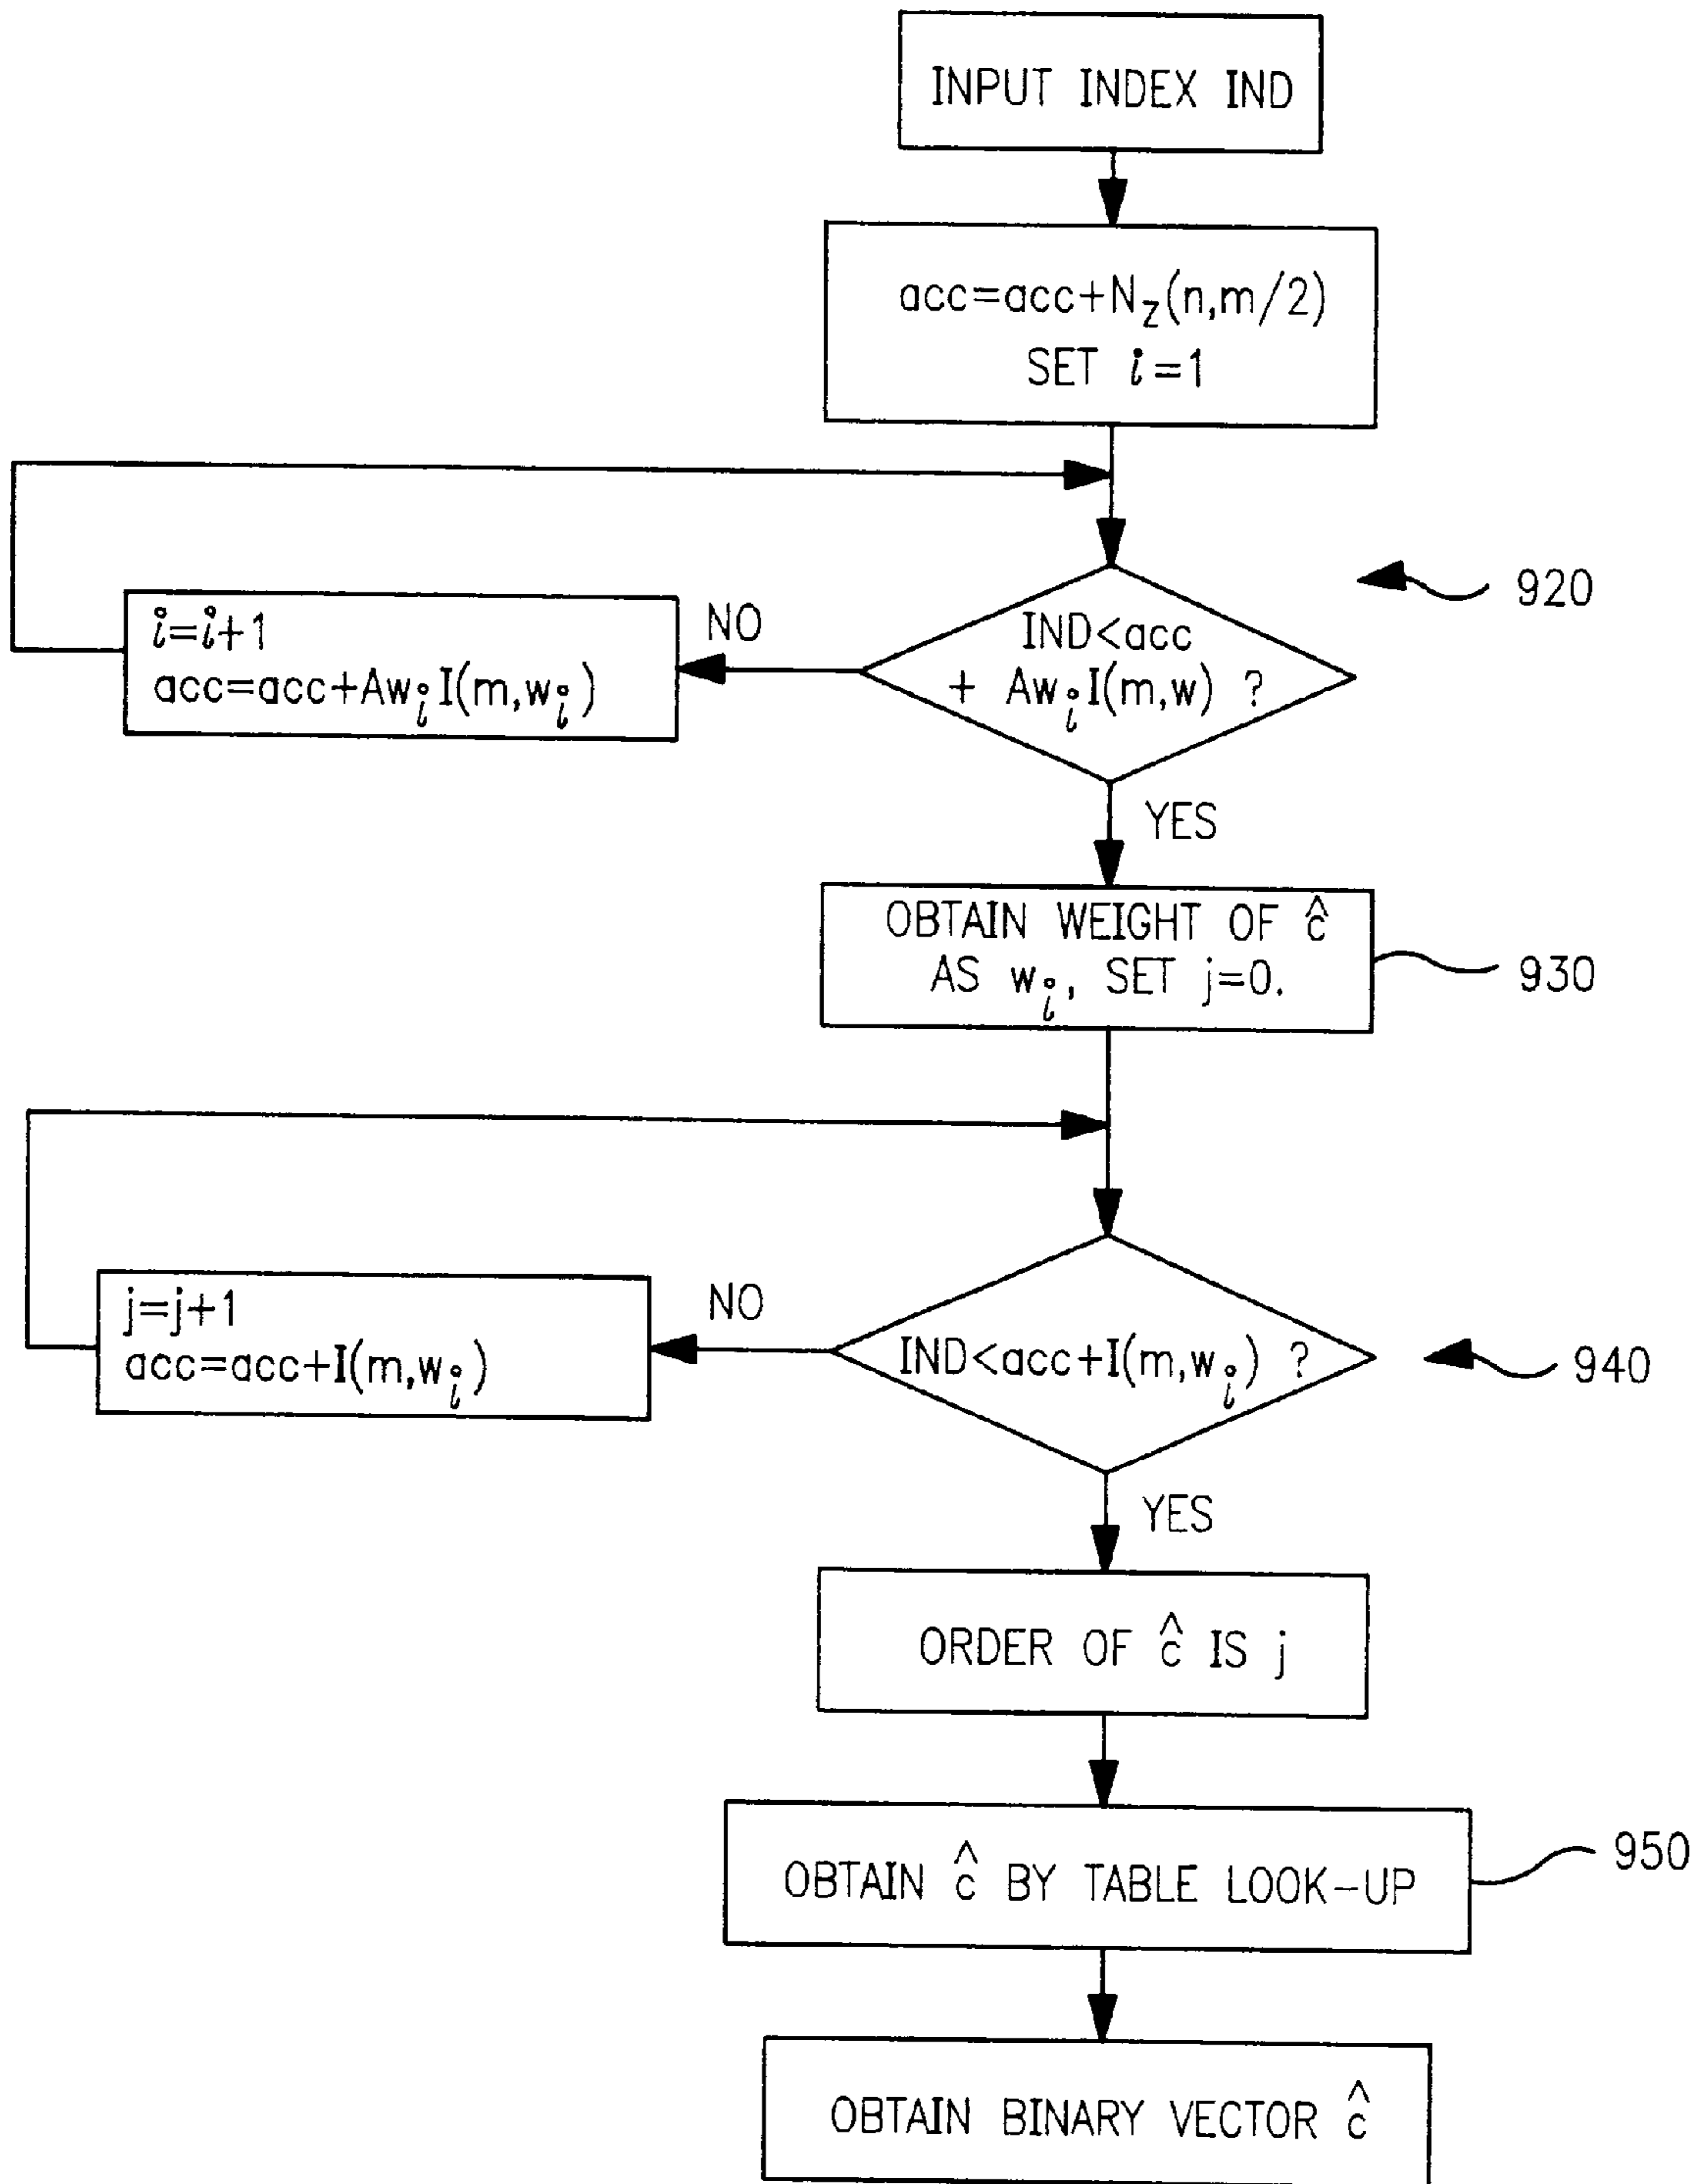 INPUT INDEX IND
acc=acc+N_Z(n,m/2)
SET i=1
920
IND<acc
+ Aw_i I(m,w) ?
NO
i=i+1
acc=acc+Aw_i I(m,w_i)
YES
OBTAIN WEIGHT OF ĉ
AS w_i, SET j=0.
930
IND<acc+I(m,w_i) ?
940
NO
j=j+1
acc=acc+I(m,w_i)
YES
ORDER OF ĉ IS j
OBTAIN ĉ BY TABLE LOOK-UP
950
OBTAIN BINARY VECTOR ĉ